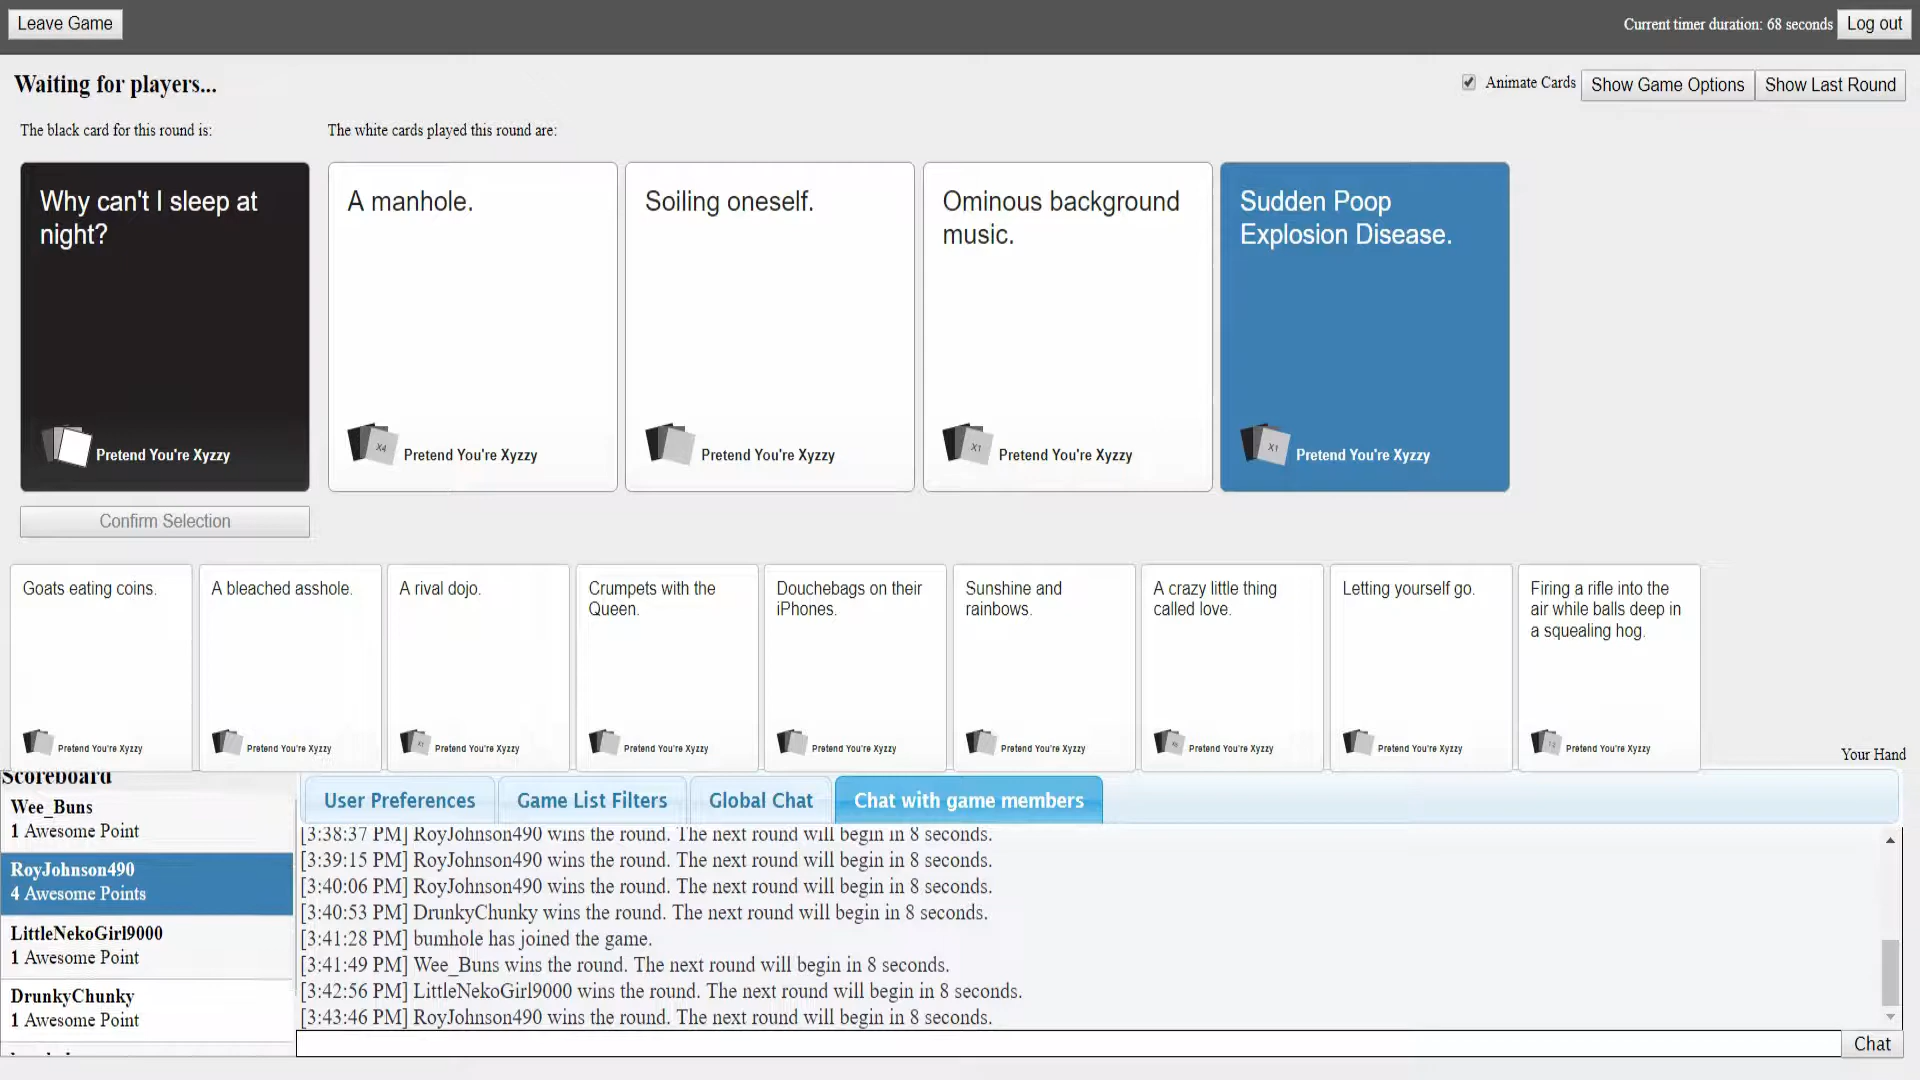 Leave Game
Current timer duration: 68 seconds
Log out
Waiting for players...
Animate Cards
Show Game Options
Show Last Round
The black card for this round is:
The white cards played this round are:
Why can't I sleep at
night?
Pretend You're Xyzzy
A manhole.
X4
Pretend You're Xyzzy
Soiling oneself.
Pretend You're Xyzzy
Ominous background
music.
X1
Pretend You're Xyzzy
Sudden Poop
Explosion Disease.
X1
Pretend You're Xyzzy
Confirm Selection
Goats eating coins.
Pretend You're Xyzzy
A bleached asshole.
Pretend You're Xyzzy
A rival dojo.
Pretend You're Xyzzy
Crumpets with the
Queen.
Pretend You're Xyzzy
Douchebags on their
iPhones.
Pretend You're Xyzzy
Sunshine and
rainbows.
Pretend You're Xyzzy
A crazy little thing
called love.
Pretend You're Xyzzy
Letting yourself go.
Pretend You're Xyzzy
Firing a rifle into the
air while balls deep in
a squealing hog.
Pretend You're Xyzzy
Your Hand
Scoreboard
Wee_Buns
1 Awesome Point
RoyJohnson490
4 Awesome Points
LittleNekoGirl9000
1 Awesome Point
DrunkyChunky
1 Awesome Point
User Preferences
Game List Filters
Global Chat
Chat with game members
[3:38:37 PM] RoyJohnson490 wins the round. The next round will begin in 8 seconds.
[3:39:15 PM] RoyJohnson490 wins the round. The next round will begin in 8 seconds.
[3:40:06 PM] RoyJohnson490 wins the round. The next round will begin in 8 seconds.
[3:40:53 PM] DrunkyChunky wins the round. The next round will begin in 8 seconds.
[3:41:28 PM] bumhole has joined the game.
[3:41:49 PM] Wee_Buns wins the round. The next round will begin in 8 seconds.
[3:42:56 PM] LittleNekoGirl9000 wins the round. The next round will begin in 8 seconds.
[3:43:46 PM] RoyJohnson490 wins the round. The next round will begin in 8 seconds.
Chat